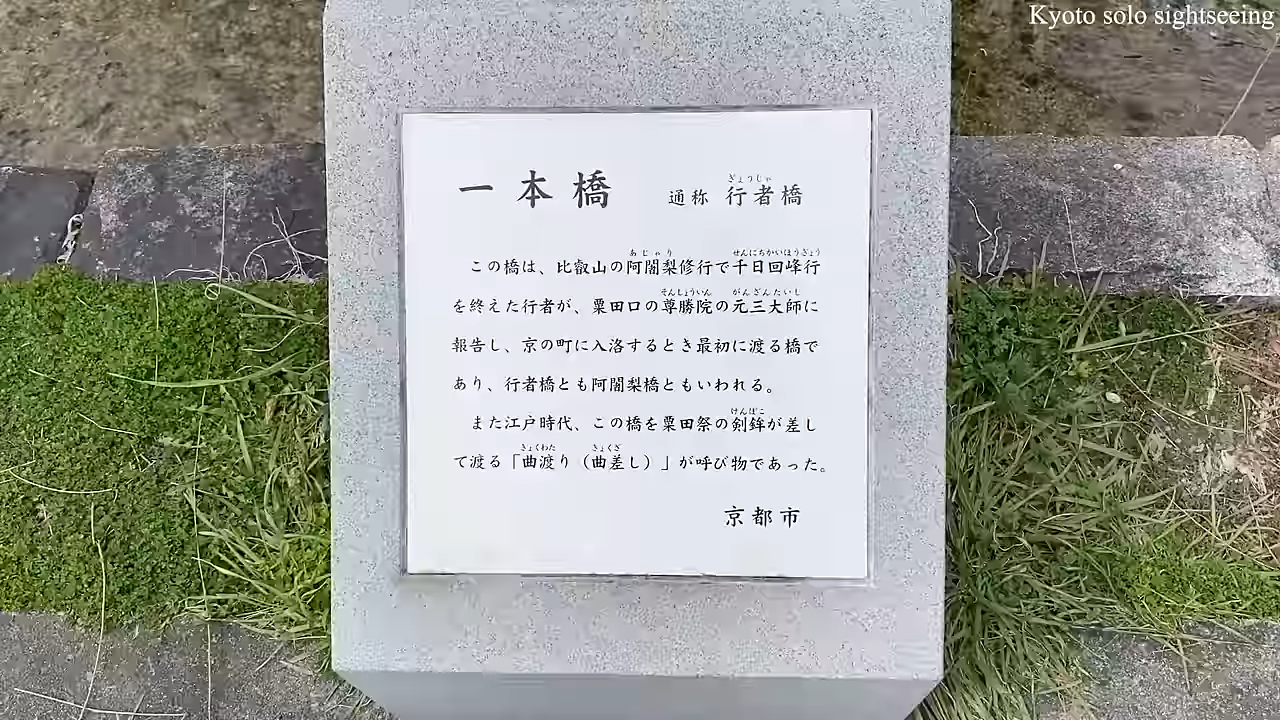 Kyoto solo sightseeing
一本橋 通称 行者橋
ぎょうじゃ
この橋は、比叡山の阿闍梨修行で千日回峰行
あじゃり せんにちかいほうぎょう
を終えた行者が、粟田口の尊勝院の元三大師に
そんしょういん がんざんたいし
報告し、京の町に入洛するとき最初に渡る橋で
あり、行者橋とも阿闍梨橋ともいわれる。
また江戸時代、この橋を粟田祭の剣鉾が差し
けんぼこ
て渡る「曲渡り（曲差し）」が呼び物であった。
きょくわた きょくさ
京都市